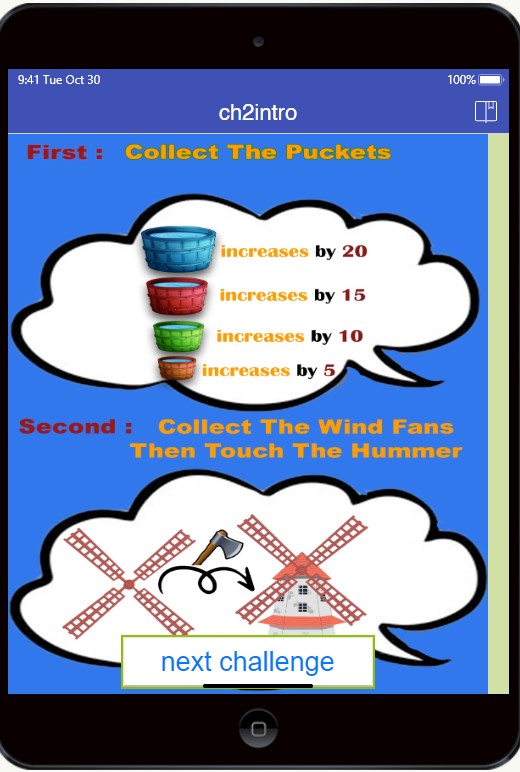 9:41 Tue Oct 30 100%
ch2intro
First : Collect The Puckets
increases by 20
increases by 15
increases by 10
increases by 5
Second : Collect The Wind Fans
Then Touch The Hummer
next challenge